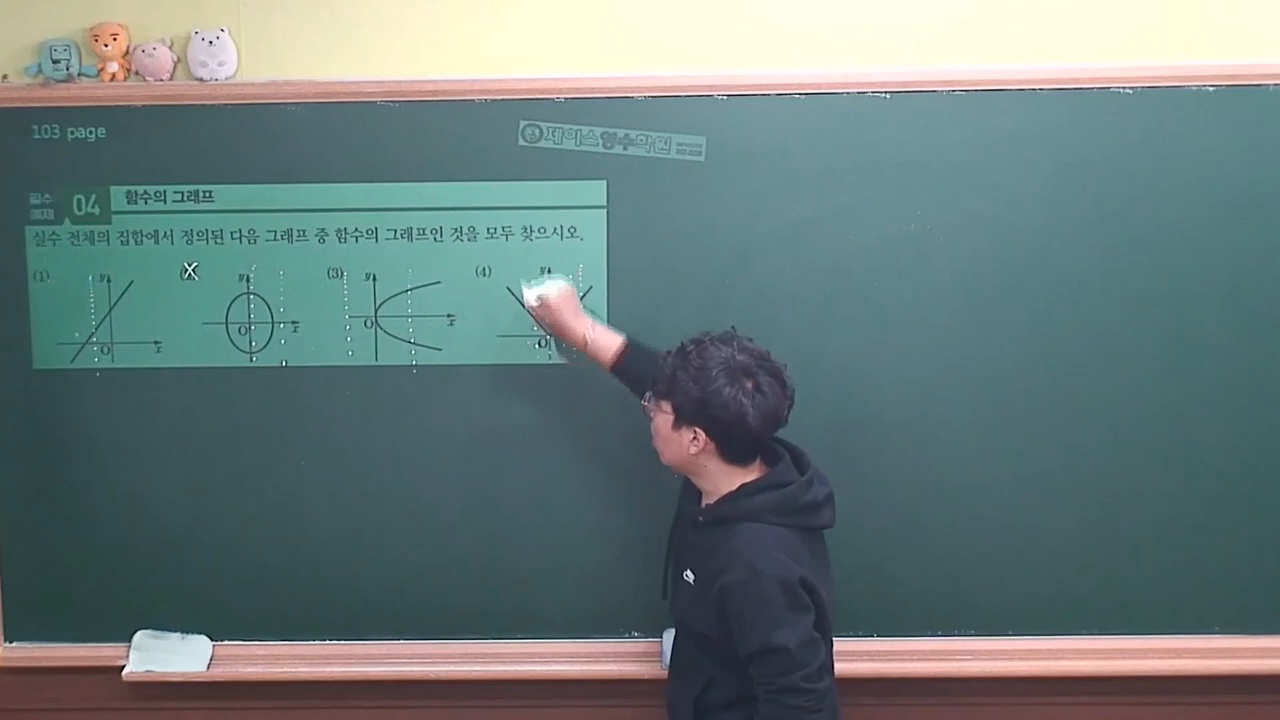 103 page
제이스영수학원
필수
예제
04 함수의 그래프
실수 전체의 집합에서 정의된 다음 그래프 중 함수의 그래프인 것을 모두 찾으시오.
(1) X (3) (4)
y y y y
O x O x O x O